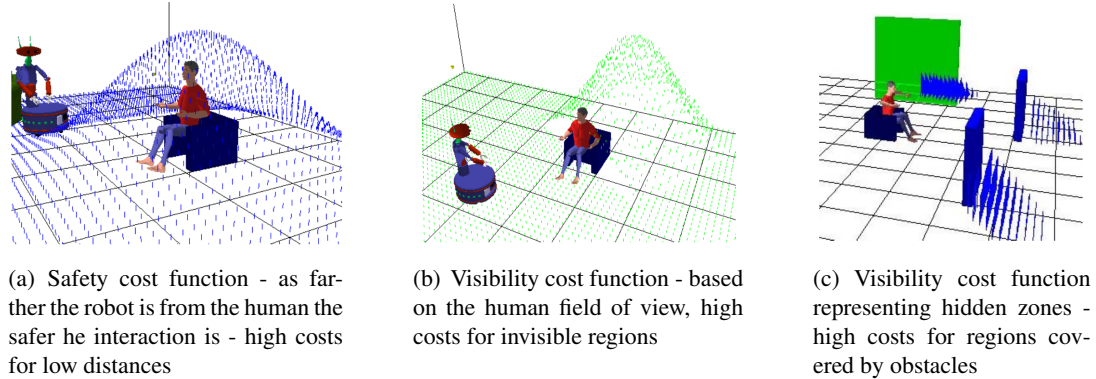 (a) Safety cost function - as far-
ther the robot is from the human the
safer he interaction is - high costs
for low distances
(b) Visibility cost function - based
on the human field of view, high
costs for invisible regions
(c) Visibility cost function
representing hidden zones -
high costs for regions cov-
ered by obstacles